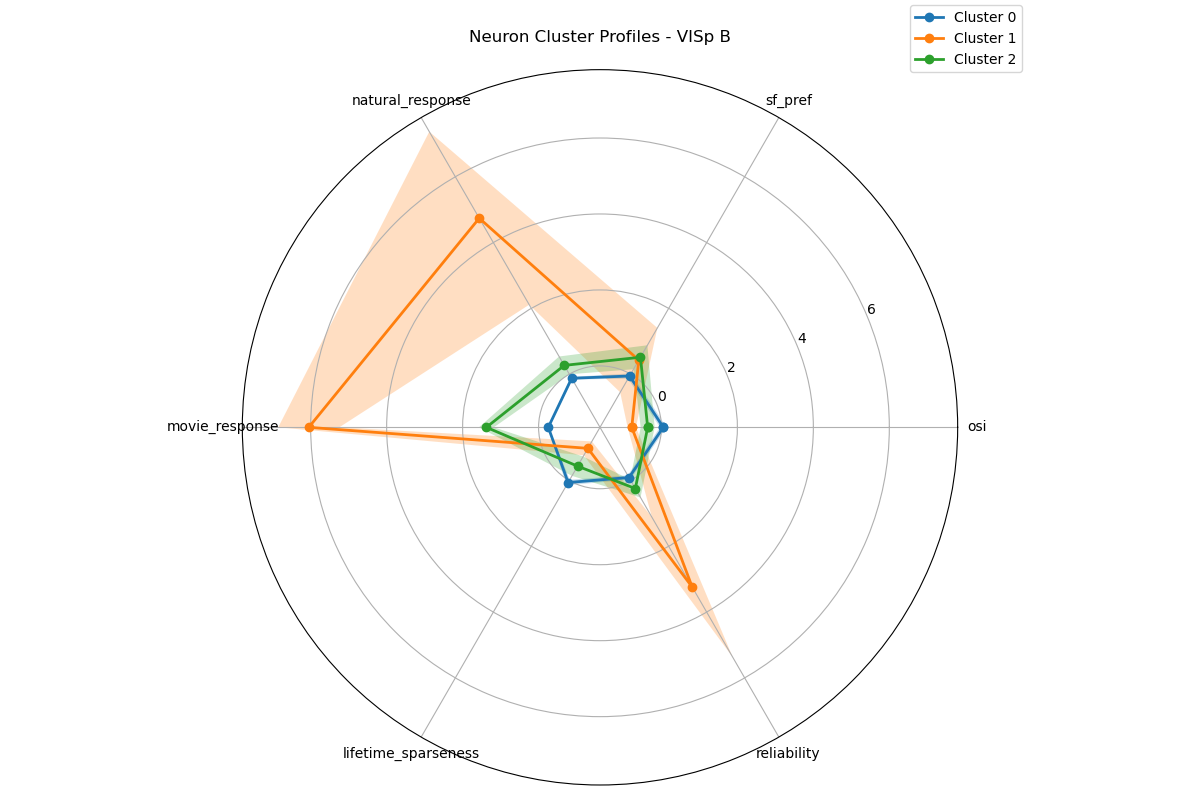 Neuron Cluster Profiles - VISp B
Cluster 0
Cluster 1
Cluster 2
natural_response
sf_pref
6
4
2
0
movie_response
osi
lifetime_sparseness
reliability